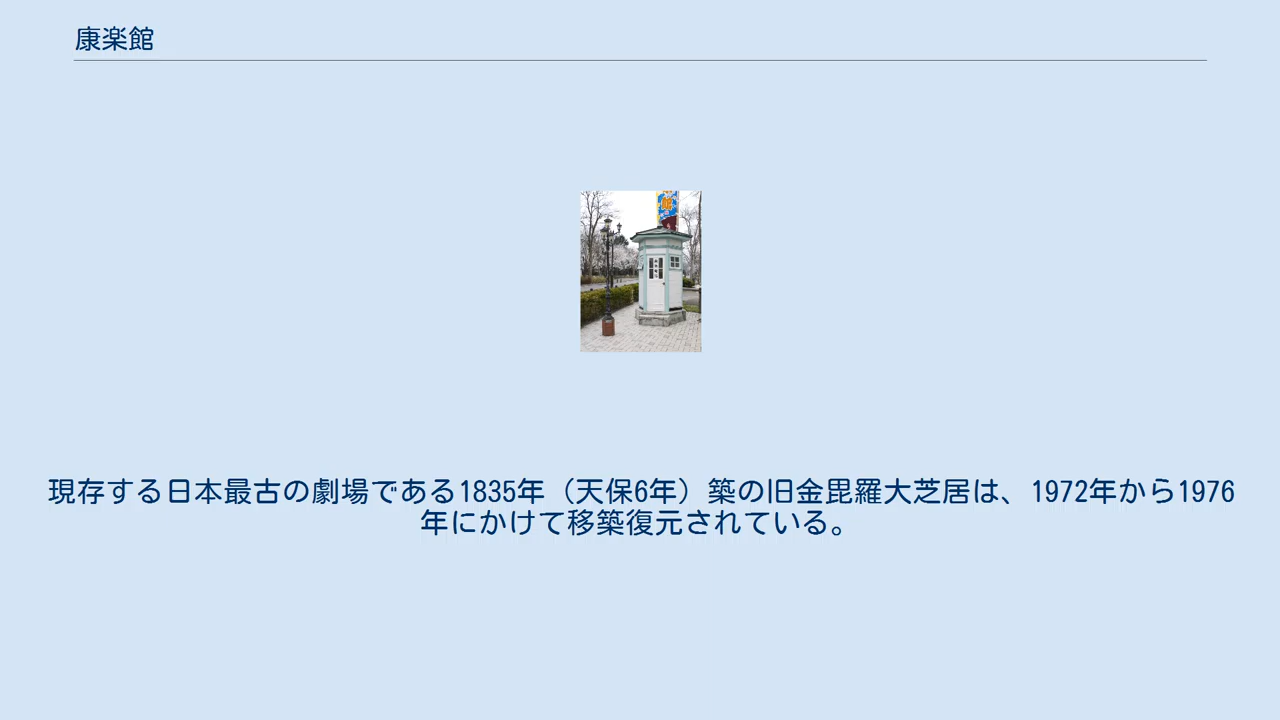 康楽館
現存する日本最古の劇場である1835年（天保6年）築の旧金毘羅大芝居は、1972年から1976
年にかけて移築復元されている。